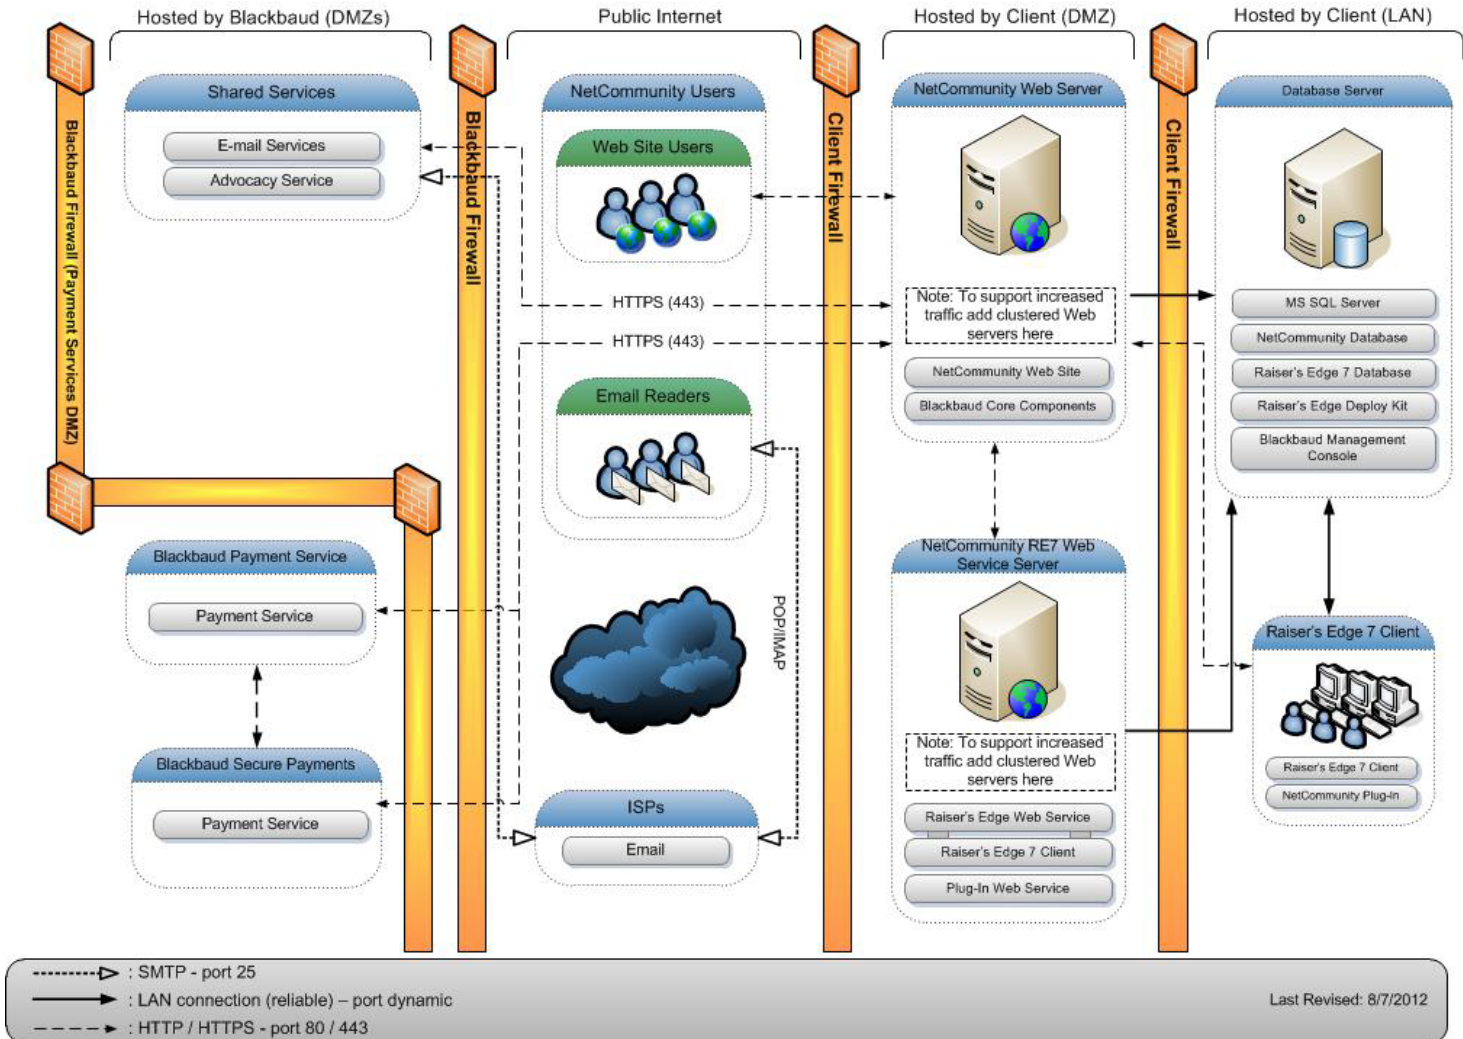 Hosted by Blackbaud (DMZs)
Public Internet
Hosted by Client (DMZ)
Hosted by Client (LAN)
Blackbaud Firewall (Payment Services DMZ)
Shared Services
E-mail Services
Advocacy Service
Blackbaud Firewall
NetCommunity Users
Web Site Users
HTTPS (443)
HTTPS (443)
Email Readers
POP/IMAP
ISPs
Email
Blackbaud Payment Service
Payment Service
Blackbaud Secure Payments
Payment Service
Client Firewall
NetCommunity Web Server
Note: To support increased
traffic add clustered Web
servers here
NetCommunity Web Site
Blackbaud Core Components
NetCommunity RE7 Web
Service Server
Note: To support increased
traffic add clustered Web
servers here
Raiser's Edge Web Service
Raiser's Edge 7 Client
Plug-In Web Service
Client Firewall
Database Server
MS SQL Server
NetCommunity Database
Raiser's Edge 7 Database
Raiser's Edge Deploy Kit
Blackbaud Management
Console
Raiser's Edge 7 Client
Raiser's Edge 7 Client
NetCommunity Plug-In
: SMTP - port 25
: LAN connection (reliable) – port dynamic
: HTTP / HTTPS - port 80 / 443
Last Revised: 8/7/2012